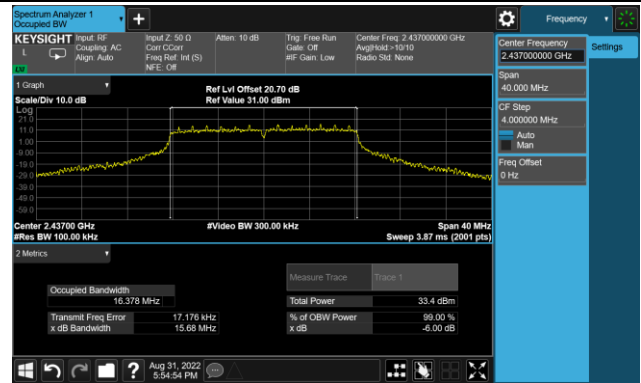 Spectrum Analyzer 1
Occupied BW
Frequency
KEYSIGHT
L
Input: RF
Coupling: AC
Align: Auto
Input Z: 50 Ω
Corr CCorr
Freq Ref: Int (S)
NFE: Off
Atten: 10 dB
Trig: Free Run
Gate: Off
#IF Gain: Low
Center Freq: 2.437000000 GHz
Avg|Hold:>10/10
Radio Std: None
Center Frequency
2.437000000 GHz
Settings
Span
40.000 MHz
CF Step
4.000000 MHz
Auto
Man
Freq Offset
0 Hz
1 Graph
Scale/Div 10.0 dB
Ref Lvl Offset 20.70 dB
Ref Value 31.00 dBm
Log
21.0
11.0
1.00
-9.00
-19.0
-29.0
-39.0
-49.0
-59.0
Center 2.43700 GHz
#Video BW 300.00 kHz
Span 40 MHz
#Res BW 100.00 kHz
Sweep 3.87 ms (2001 pts)
2 Metrics
Measure Trace
Trace 1
Occupied Bandwidth
16.378 MHz
Total Power
33.4 dBm
Transmit Freq Error
17.176 kHz
% of OBW Power
99.00 %
x dB Bandwidth
15.68 MHz
x dB
-6.00 dB
?
Aug 31, 2022
5:54:54 PM